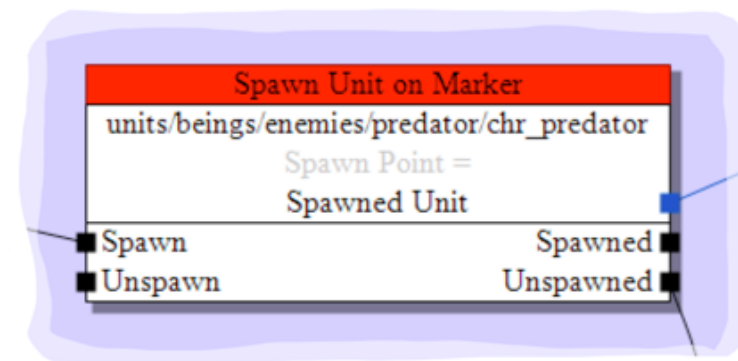 Spawn Unit on Marker
units/beings/enemies/predator/chr_predator
Spawn Point =
Spawned Unit
Spawn Spawned
Unspawn Unspawned